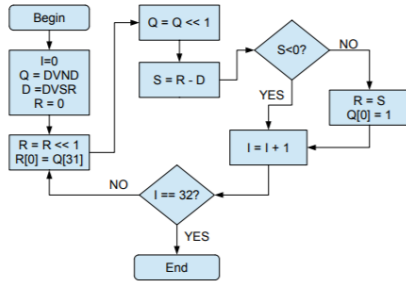 Begin
I=0
Q = DVND
D =DVSR
R = 0
R = R << 1
R[0] = Q[31]
Q = Q << 1
S = R - D
S<0?
NO
YES
R = S
Q[0] = 1
I = I + 1
I == 32?
NO
YES
End